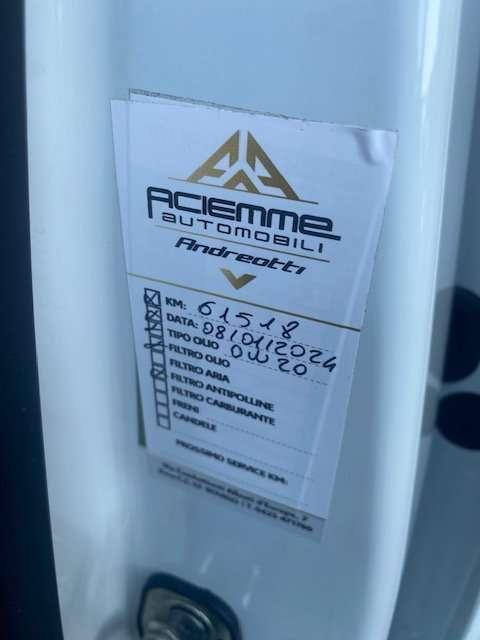 ACIEMME
AUTOMOBILI
Andreotti
KM: 61518
DATA: 08/01/2024
TIPO OLIO 0W20
FILTRO OLIO
FILTRO ARIA
FILTRO ANTIPOLLINE
FILTRO CARBURANTE
FRENI
CANDELE
PROSSIMO SERVICE KM: